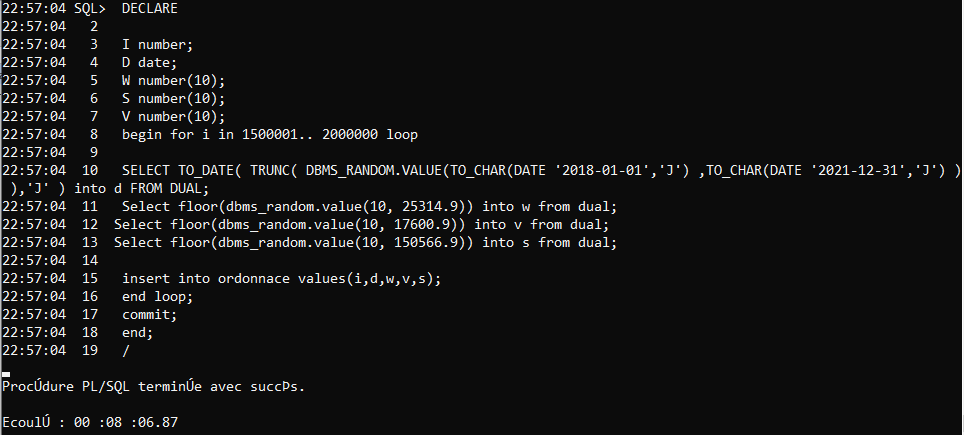 22:57:04 SQL>  DECLARE
22:57:04   2
22:57:04   3   I number;
22:57:04   4   D date;
22:57:04   5   W number(10);
22:57:04   6   S number(10);
22:57:04   7   V number(10);
22:57:04   8   begin for i in 1500001.. 2000000 loop
22:57:04   9
22:57:04  10   SELECT TO_DATE( TRUNC( DBMS_RANDOM.VALUE(TO_CHAR(DATE '2018-01-01','J') ,TO_CHAR(DATE '2021-12-31','J') )
 ),'J' ) into d FROM DUAL;
22:57:04  11   Select floor(dbms_random.value(10, 25314.9)) into w from dual;
22:57:04  12  Select floor(dbms_random.value(10, 17600.9)) into v from dual;
22:57:04  13  Select floor(dbms_random.value(10, 150566.9)) into s from dual;
22:57:04  14
22:57:04  15   insert into ordonnace values(i,d,w,v,s);
22:57:04  16   end loop;
22:57:04  17   commit;
22:57:04  18   end;
22:57:04  19   /
ProcÚdure PL/SQL terminÚe avec succÞs.
EcoulÚ : 00 :08 :06.87